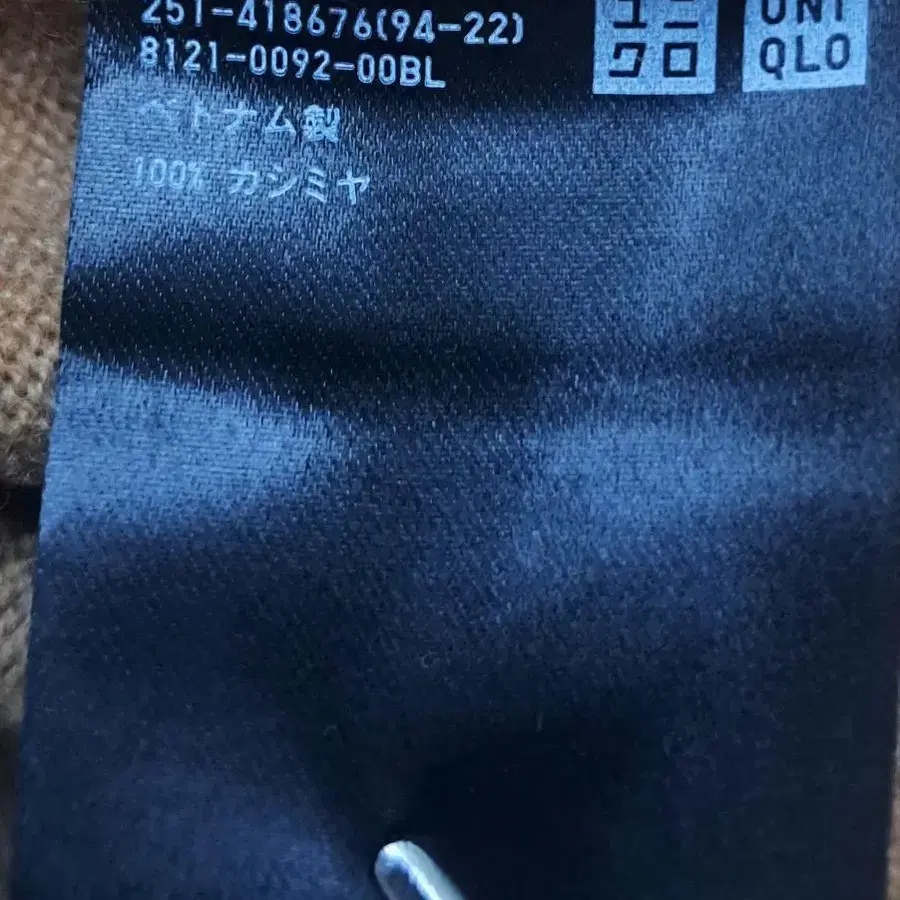 251-418676(94-22)
8121-0092-00BL
ベトナム製
100% カシミヤ
ユニ
クロ
UNI
QLO